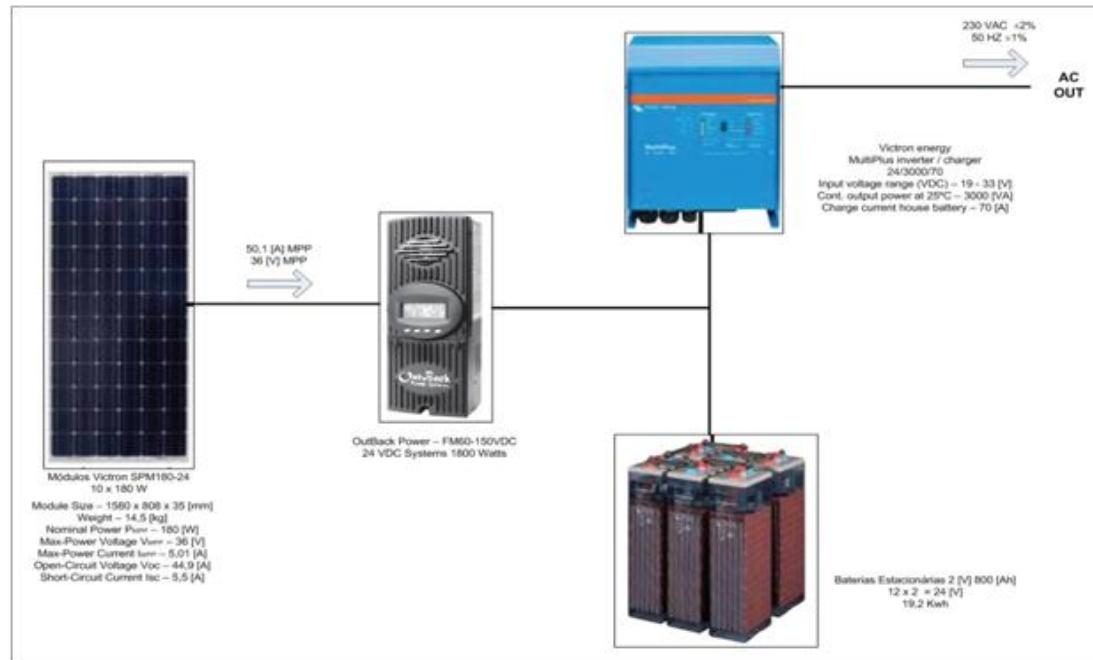 230 VAC ±2%
50 HZ ±1%
AC
OUT
Victron energy
MultiPlus inverter / charger
24/3000/70
Input voltage range (VDC) – 19 - 33 [V]
Cont. output power at 25ºC – 3000 [VA]
Charge current house battery – 70 [A]
50,1 [A] MPP
36 [V] MPP
OutBack
Power Systems
OutBack Power – FM60-150VDC
24 VDC Systems 1800 Watts
Módulos Victron SPM180-24
10 x 180 W
Module Size – 1580 x 808 x 35 [mm]
Weight – 14,5 [kg]
Nominal Power PMPP – 180 [W]
Max-Power Voltage VMPP – 36 [V]
Max-Power Current IMPP – 5,01 [A]
Open-Circuit Voltage Voc – 44,9 [A]
Short-Circuit Current Isc – 5,5 [A]
Baterias Estacionárias 2 [V] 800 [Ah]
12 x 2 = 24 [V]
19,2 Kwh